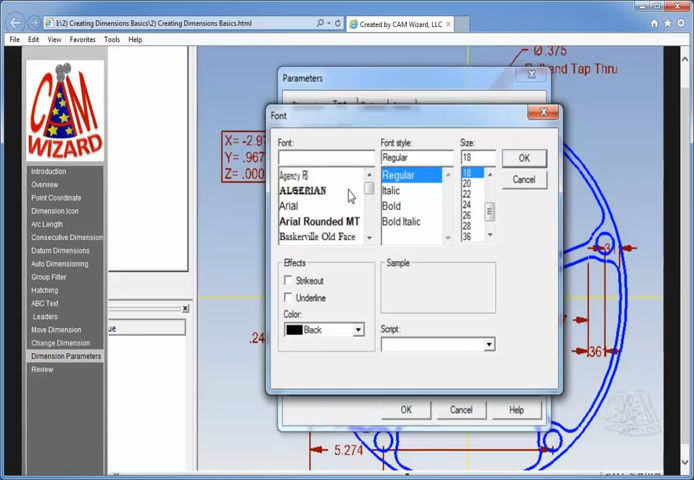 1\2) Creating Dimensions Basics\2) Creating Dimensions Basics.html
Created by CAM Wizard, LLC
File Edit View Favorites Tools Help
CAM
WIZARD
Introduction
Overview
Point Coordinate
Dimension Icon
Arc Length
Consecutive Dimension
Datum Dimensions
Auto Dimensioning
Group Filter
Hatching
ABC Text
Leaders
Move Dimension
Change Dimension
Dimension Parameters
Review
Ø.375
and Tap Thru
X= -2.9
Y= .967
Z= .000
.24
.361
5.274
Parameters
Font
Font:
Agency FB
ALGERIAN
Arial
Arial Rounded MT
Baskerville Old Face
Font style:
Regular
Regular
Italic
Bold
Bold Italic
Size:
18
18
20
22
24
26
28
36
OK
Cancel
Effects
Strikeout
Underline
Color:
Black
Sample
Script:
OK Cancel Help